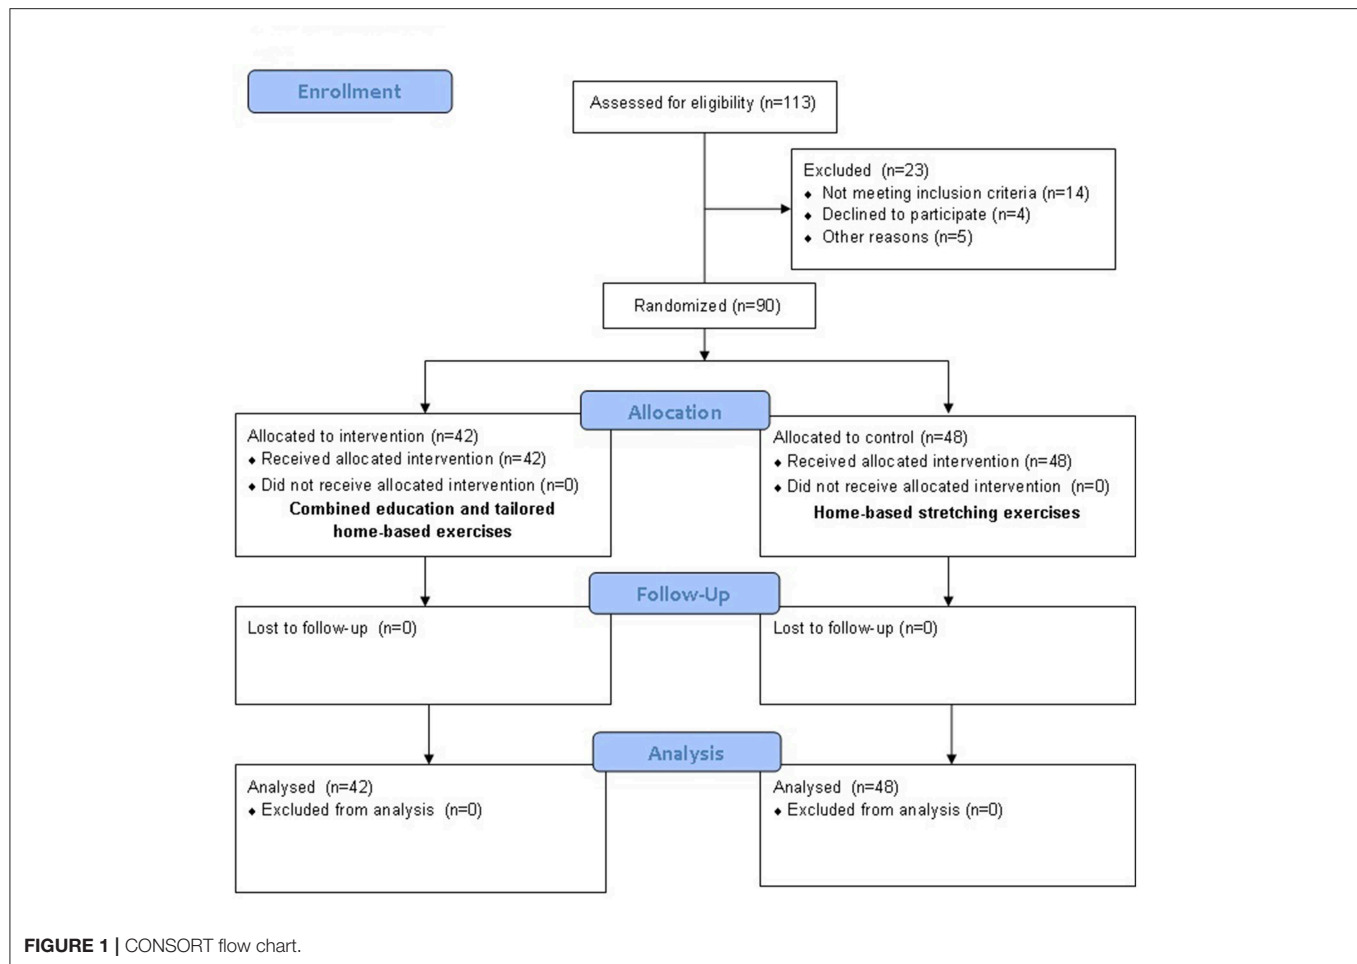 Enrollment
Assessed for eligibility (n=113)
Excluded (n=23)
♦ Not meeting inclusion criteria (n=14)
♦ Declined to participate (n=4)
♦ Other reasons (n=5)
Randomized (n=90)
Allocation
Allocated to intervention (n=42)
♦ Received allocated intervention (n=42)
♦ Did not receive allocated intervention (n=0)
Combined education and tailored
home-based exercises
Allocated to control (n=48)
♦ Received allocated intervention (n=48)
♦ Did not receive allocated intervention (n=0)
Home-based stretching exercises
Follow-Up
Lost to follow-up (n=0)
Lost to follow-up (n=0)
Analysis
Analysed (n=42)
♦ Excluded from analysis (n=0)
Analysed (n=48)
♦ Excluded from analysis (n=0)
FIGURE 1 | CONSORT flow chart.